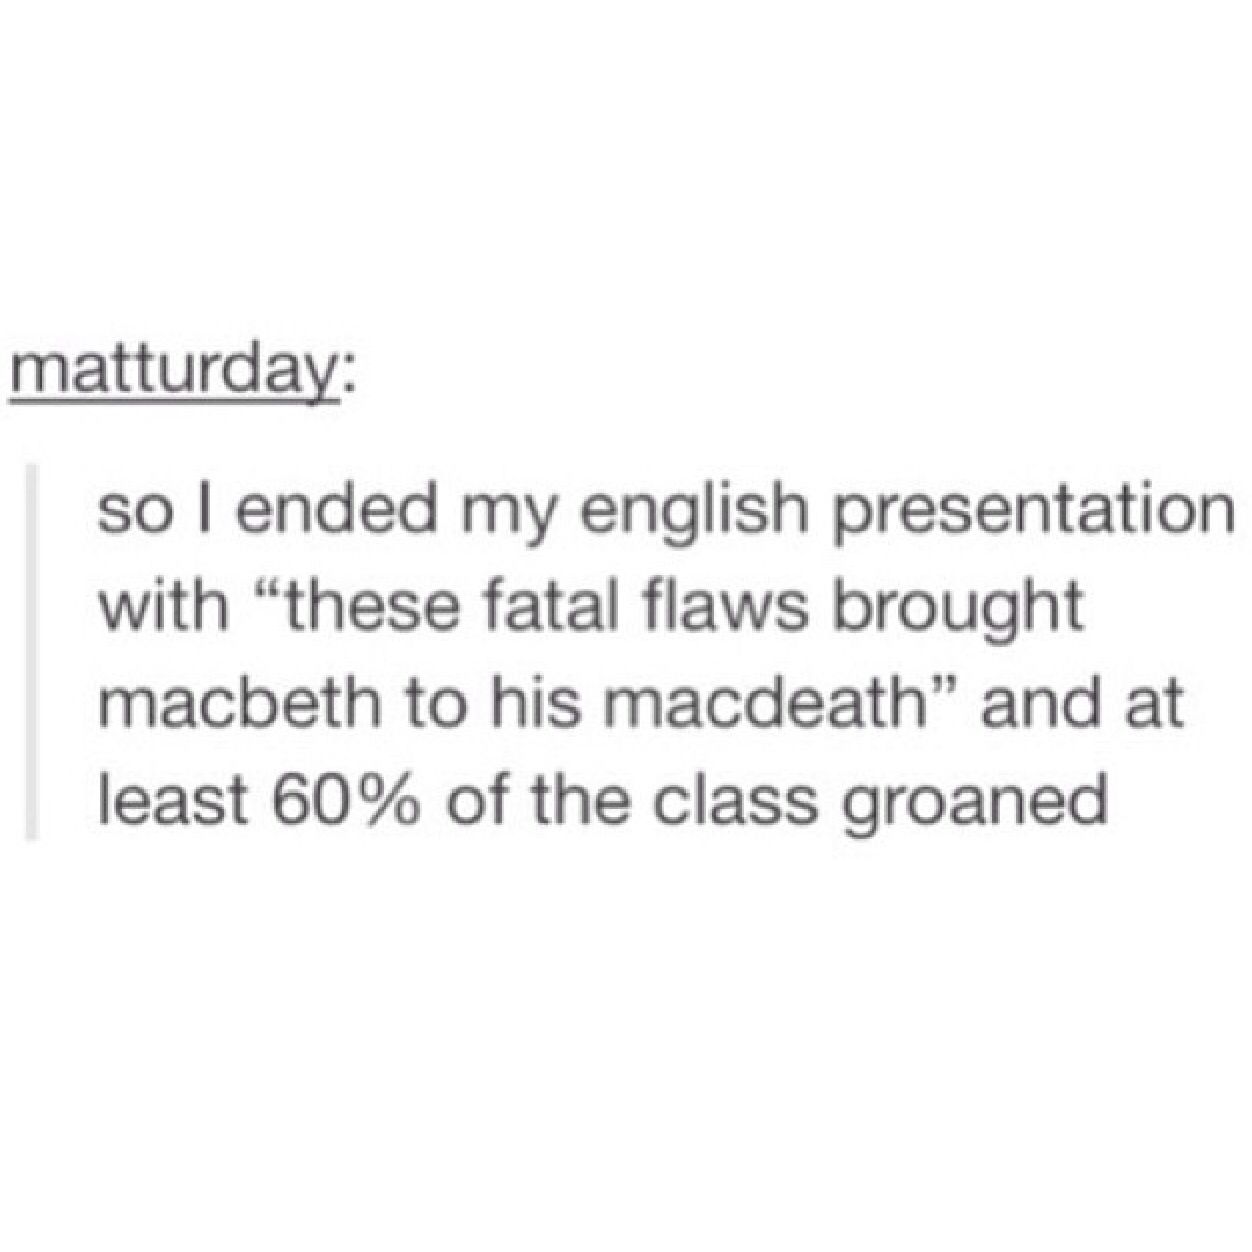 matturday:
so I ended my english presentation
with “these fatal flaws brought
macbeth to his macdeath” and at
least 60% of the class groaned